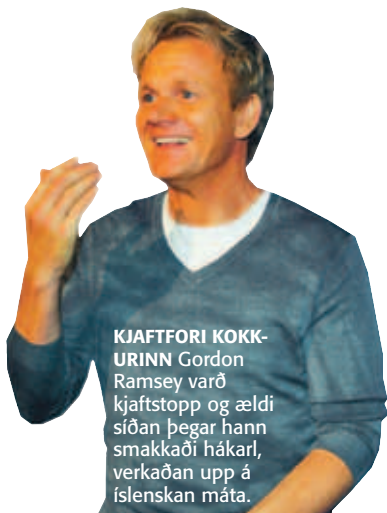 KJAFTFORI KOKK-
URINN Gordon
Ramsey varð
kjaftstopp og ældi
síðan þegar hann
smakkaði hákarl,
verkaðan upp á
íslenskan máta.